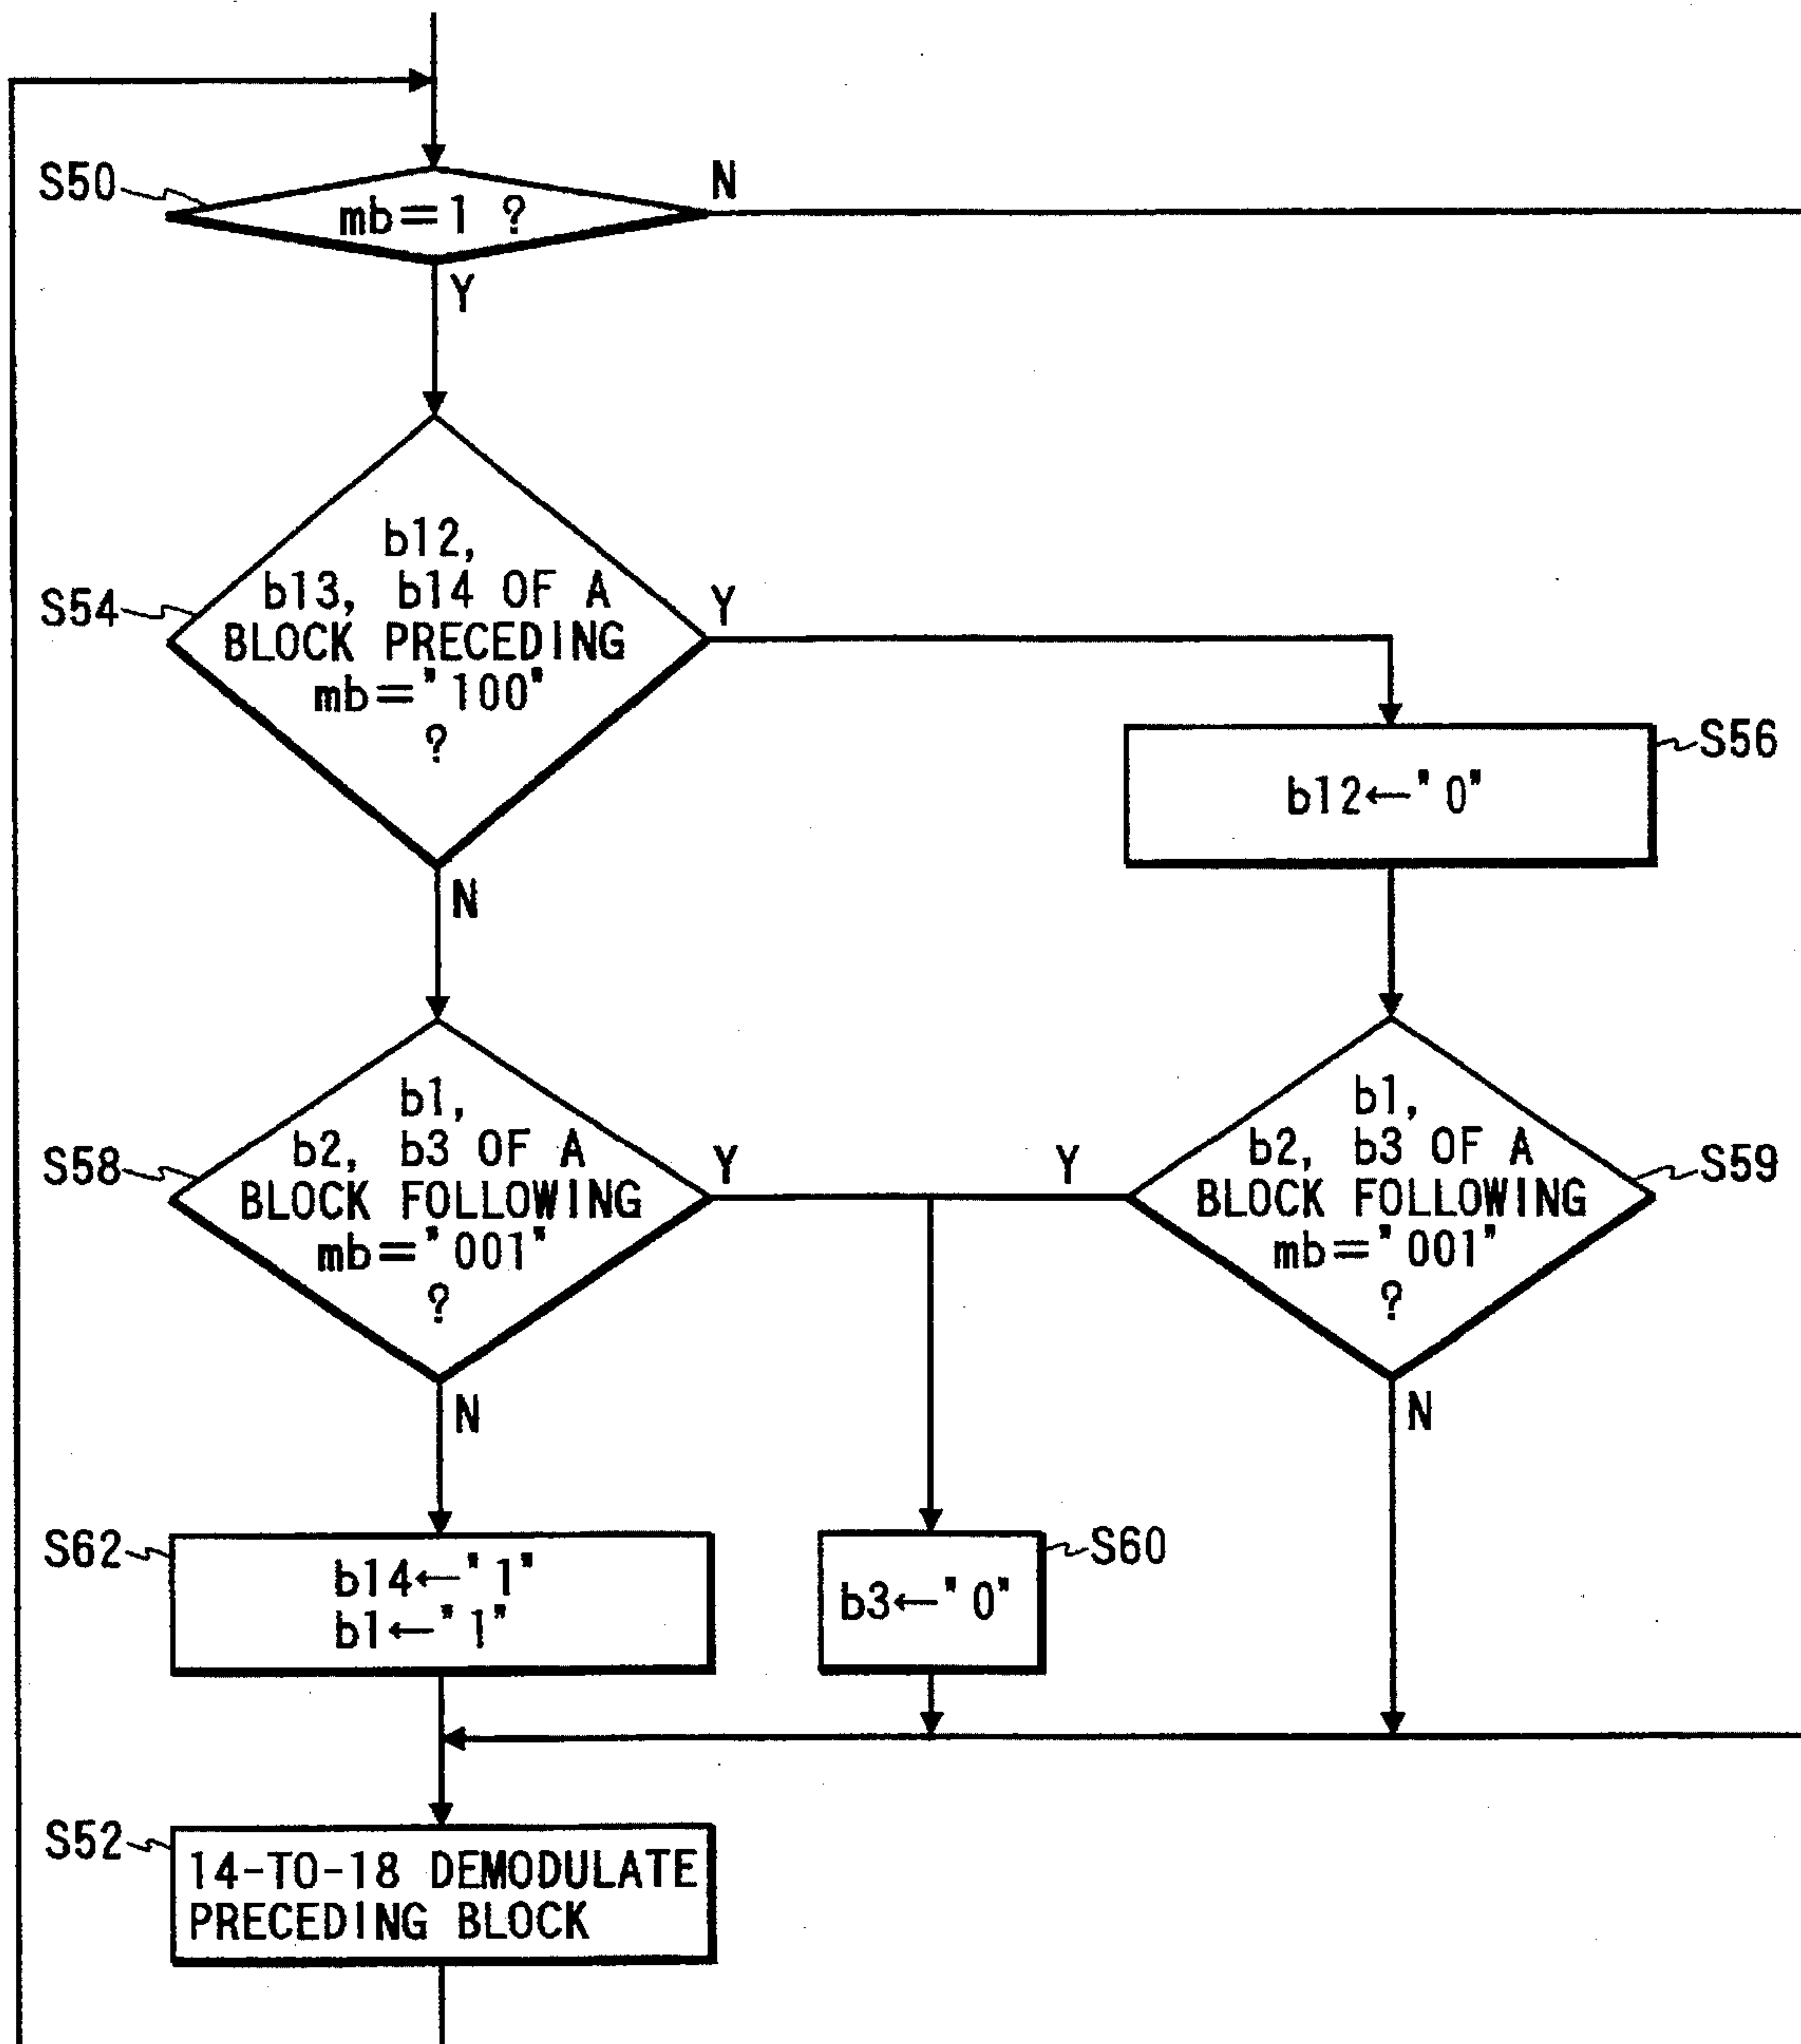 S50
mb=1 ?
N
Y
S54
b12,
b13, b14 OF A
BLOCK PRECEDING
mb="100"
?
Y
N
S56
b12←"0"
S58
b1,
b2, b3 OF A
BLOCK FOLLOWING
mb="001"
?
Y
N
S59
b1,
b2, b3 OF A
BLOCK FOLLOWING
mb="001"
?
Y
N
S62
b14←"1"
b1←"1"
S60
b3←"0"
S52
14-TO-18 DEMODULATE
PRECEDING BLOCK